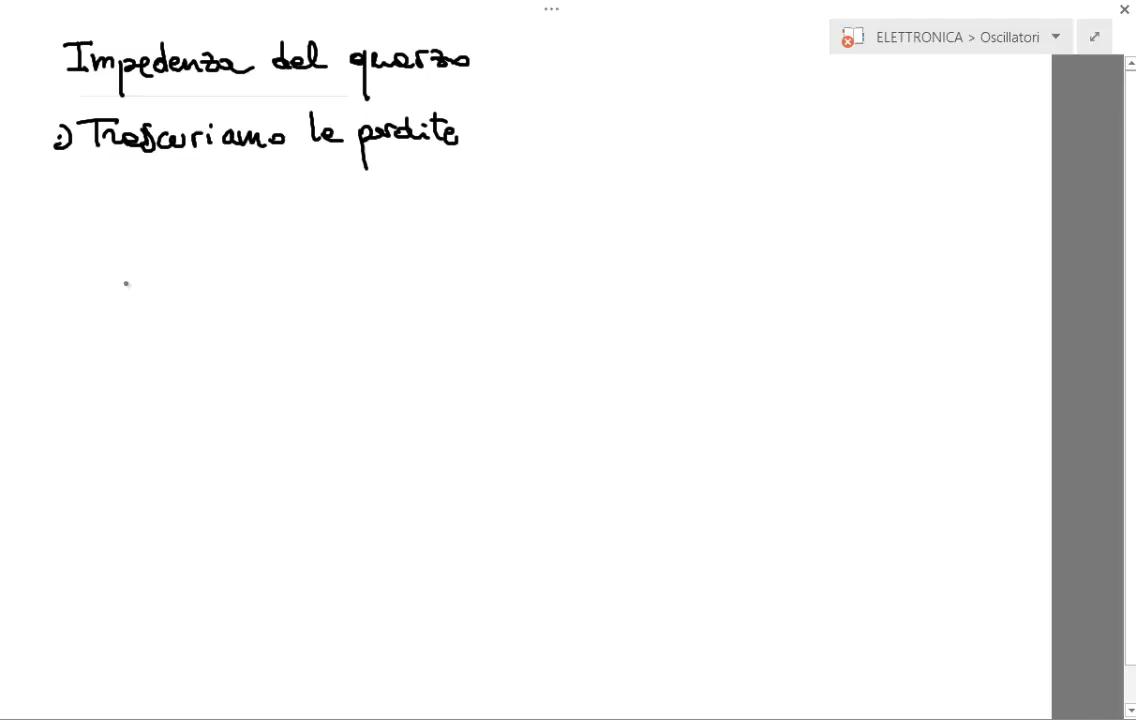 Impedenza del quarzo
i) Trascuriamo le perdite
ELETTRONICA > Oscillatori